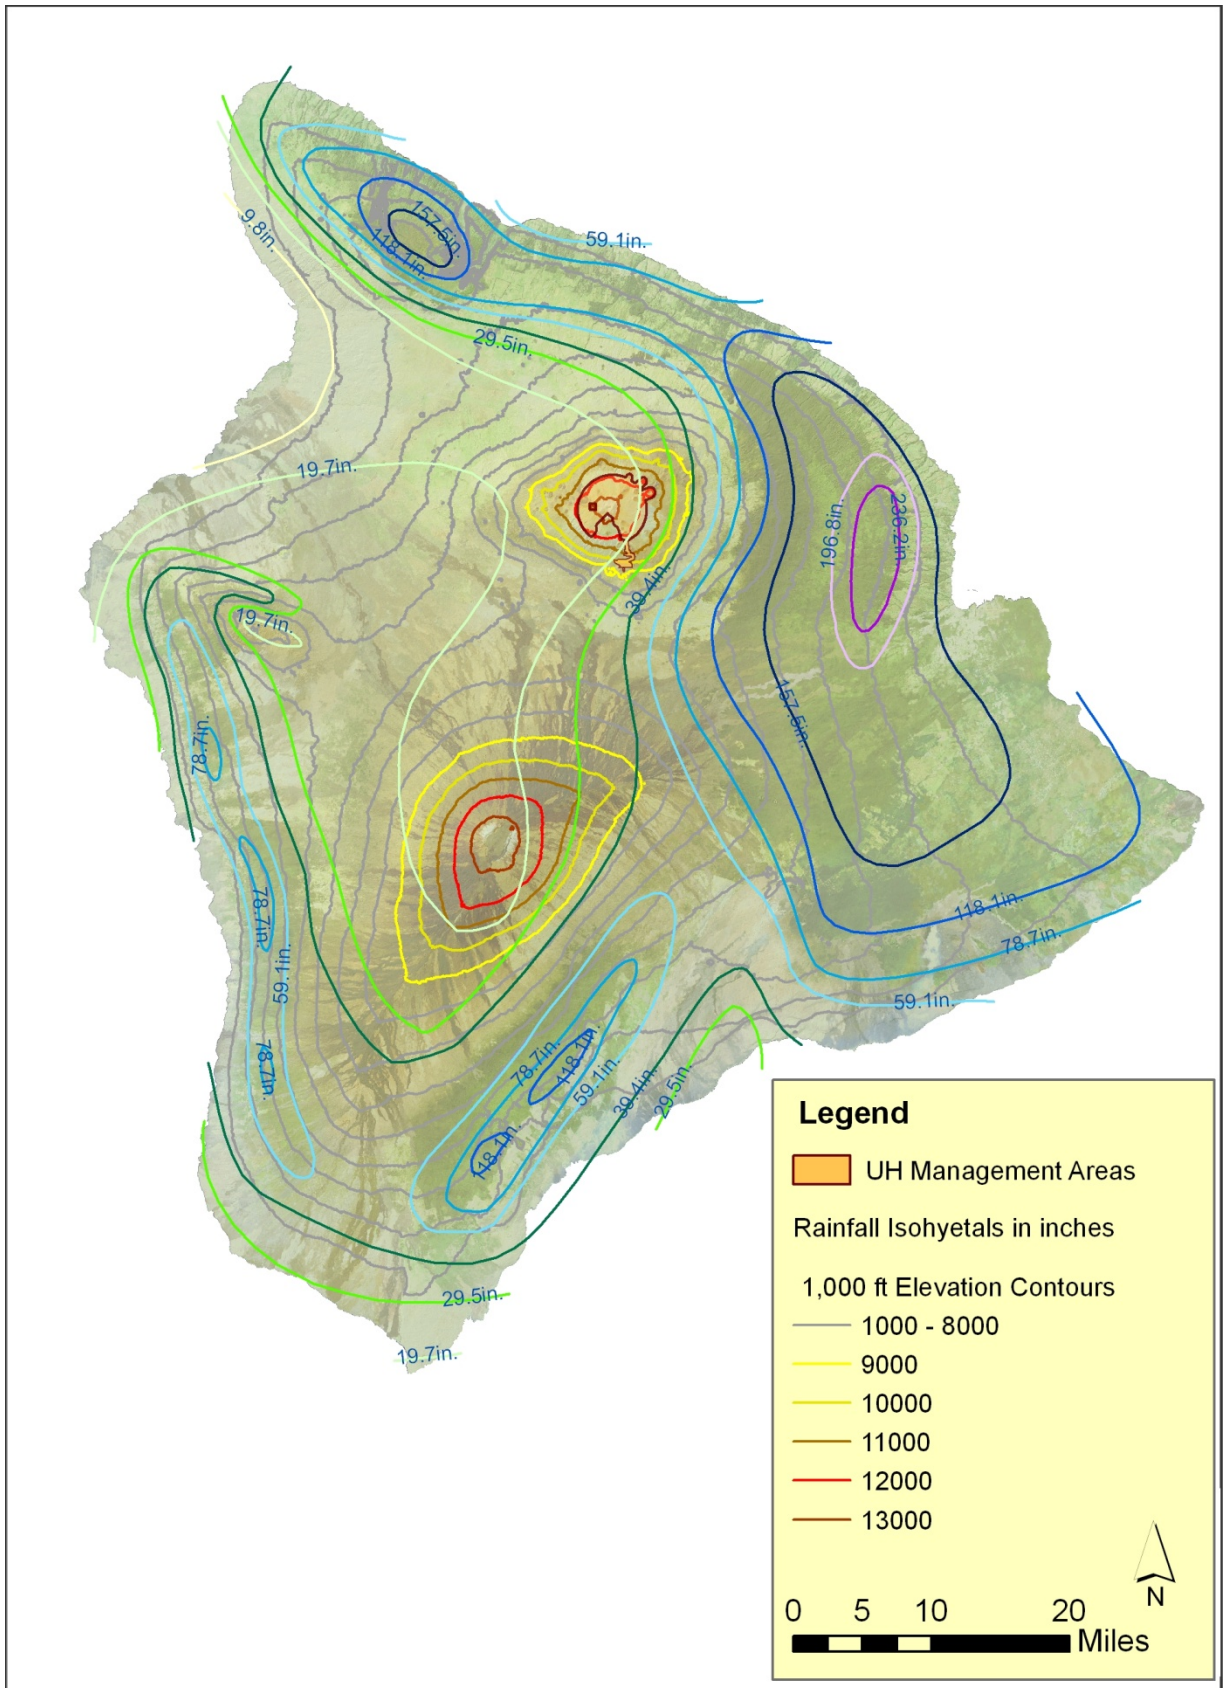 157.5in.
9.8in.
118.1in.
59.1in.
29.5in.
19.7in.
196.8in.
236.2in
39.4in.
19.7in.
157.5in.
78.7in.
78.7in.
118.1in.
78.7in.
59.1in.
59.1in.
78.7in.
78.7in.
118.1in.
59.1in.
39.4in.
29.5in.
118.1in.
29.5in.
19.7in.
Legend
UH Management Areas
Rainfall Isohyetals in inches
1,000 ft Elevation Contours
1000 - 8000
9000
10000
11000
12000
13000
N
0 5 10 20
Miles